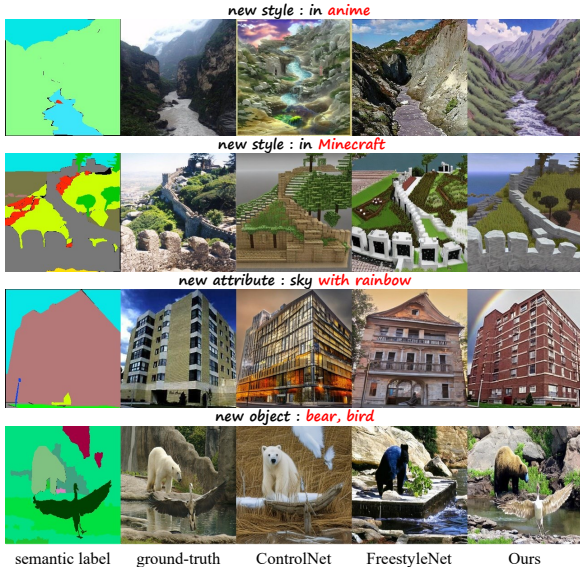 new style : in anime
new style : in Minecraft
new attribute : sky with rainbow
new object : bear, bird
semantic label ground-truth ControlNet FreestyleNet Ours